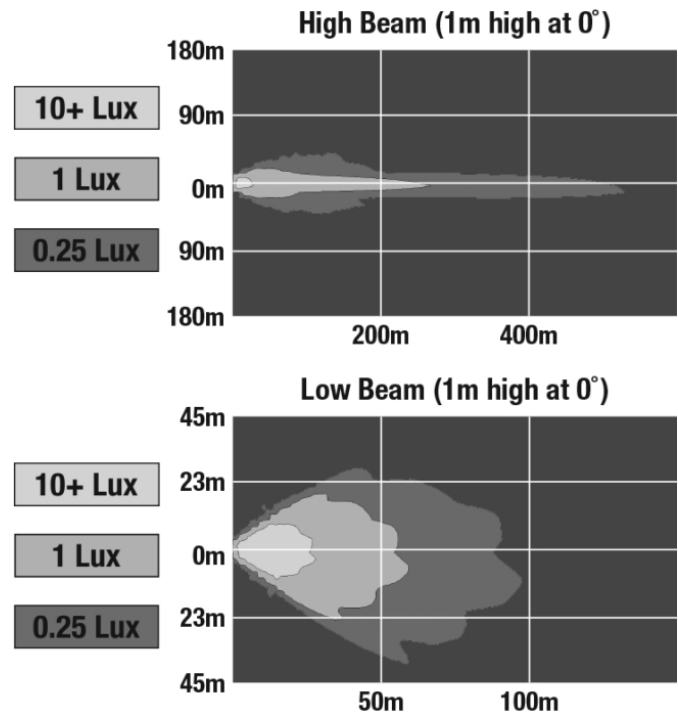 High Beam (1m high at 0°)
180m
10+ Lux
90m
1 Lux
0m
0.25 Lux
90m
180m
200m
400m
Low Beam (1m high at 0°)
45m
10+ Lux
23m
1 Lux
0m
0.25 Lux
23m
45m
50m
100m